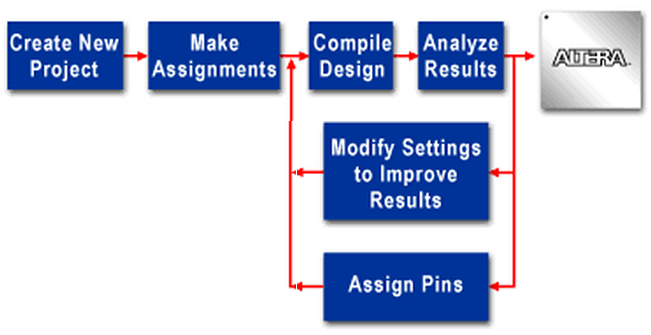 Create New
Project
Make
Assignments
Compile
Design
Analyze
Results
ALTERA
Modify Settings
to Improve
Results
Assign Pins